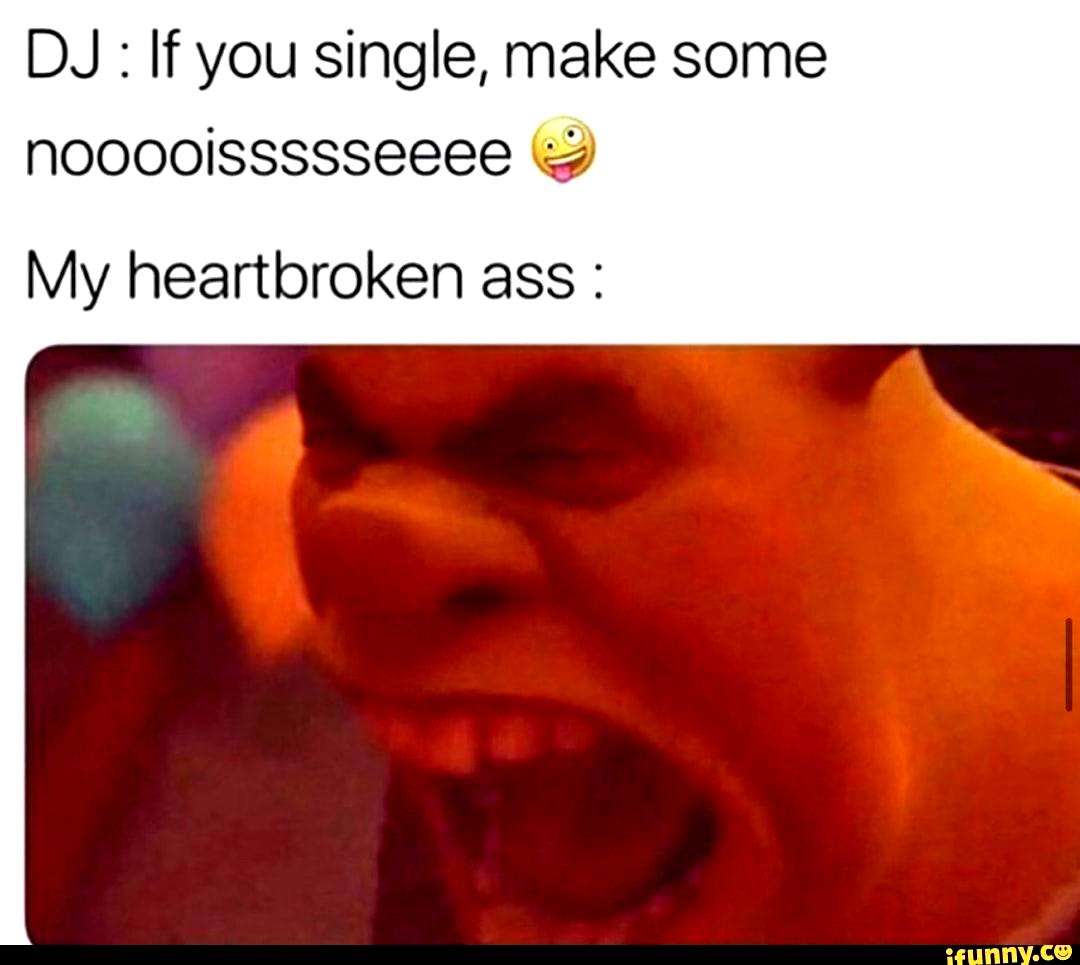 DJ : If you single, make some
nooooisssssseeee 🤪
My heartbroken ass :
ifunny.co